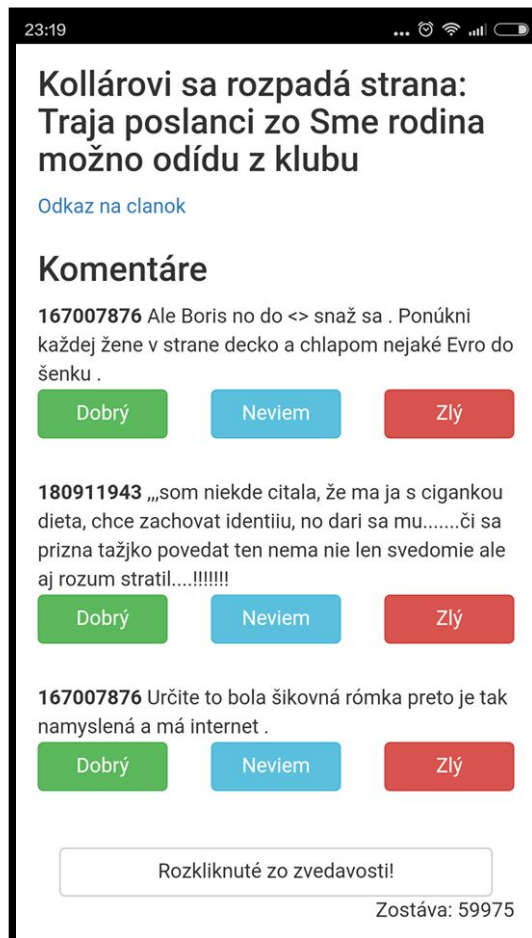 23:19
Kollárovi sa rozpadá strana:
Traja poslanci zo Sme rodina
možno odídu z klubu
Odkaz na clanok
Komentáre
167007876 Ale Boris no do <> snaž sa . Ponúkni
každej žene v strane decko a chlapom nejaké Evro do
šenku .
Dobrý Neviem Zlý
180911943 ,,,som niekde citala, že ma ja s cigankou
dieta, chce zachovat identiiu, no dari sa mu.......či sa
prizna tažjko povedat ten nema nie len svedomie ale
aj rozum stratil....!!!!!!!
Dobrý Neviem Zlý
167007876 Určite to bola šikovná rómka preto je tak
namyslená a má internet .
Dobrý Neviem Zlý
Rozkliknuté zo zvedavosti!
Zostáva: 59975